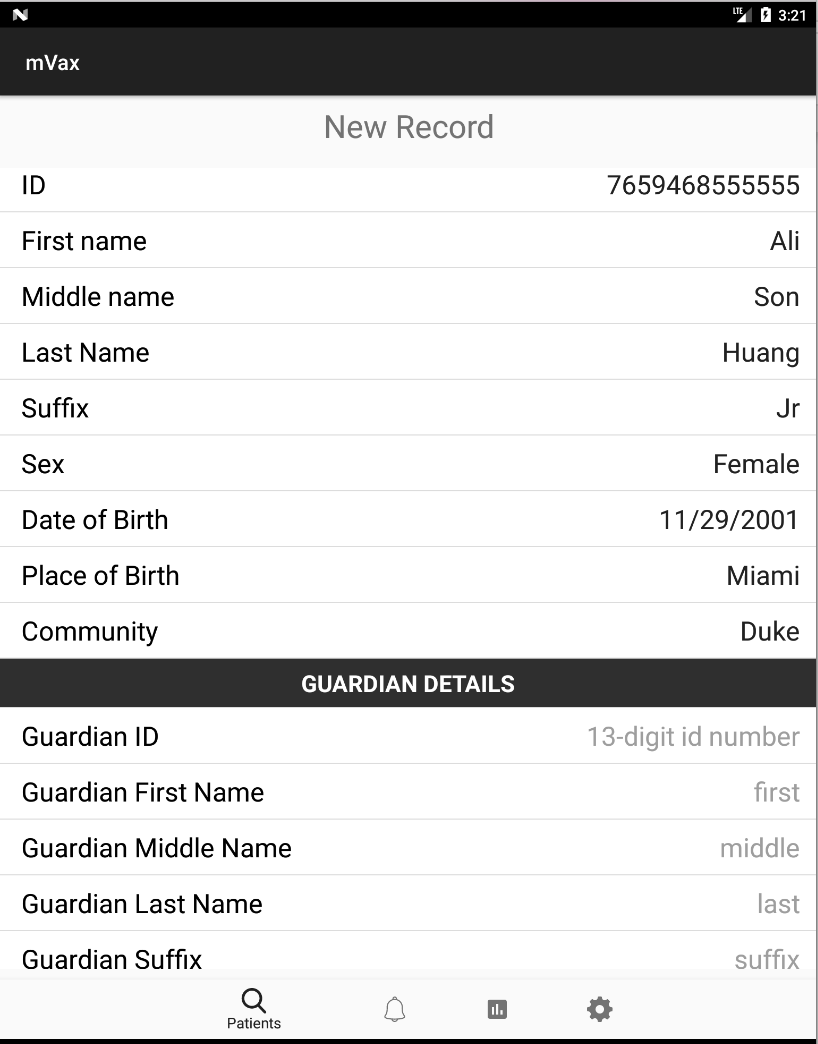 LTE 3:21
mVax
New Record
ID 7659468555555
First name Ali
Middle name Son
Last Name Huang
Suffix Jr
Sex Female
Date of Birth 11/29/2001
Place of Birth Miami
Community Duke
GUARDIAN DETAILS
Guardian ID 13-digit id number
Guardian First Name first
Guardian Middle Name middle
Guardian Last Name last
Guardian Suffix suffix
Patients